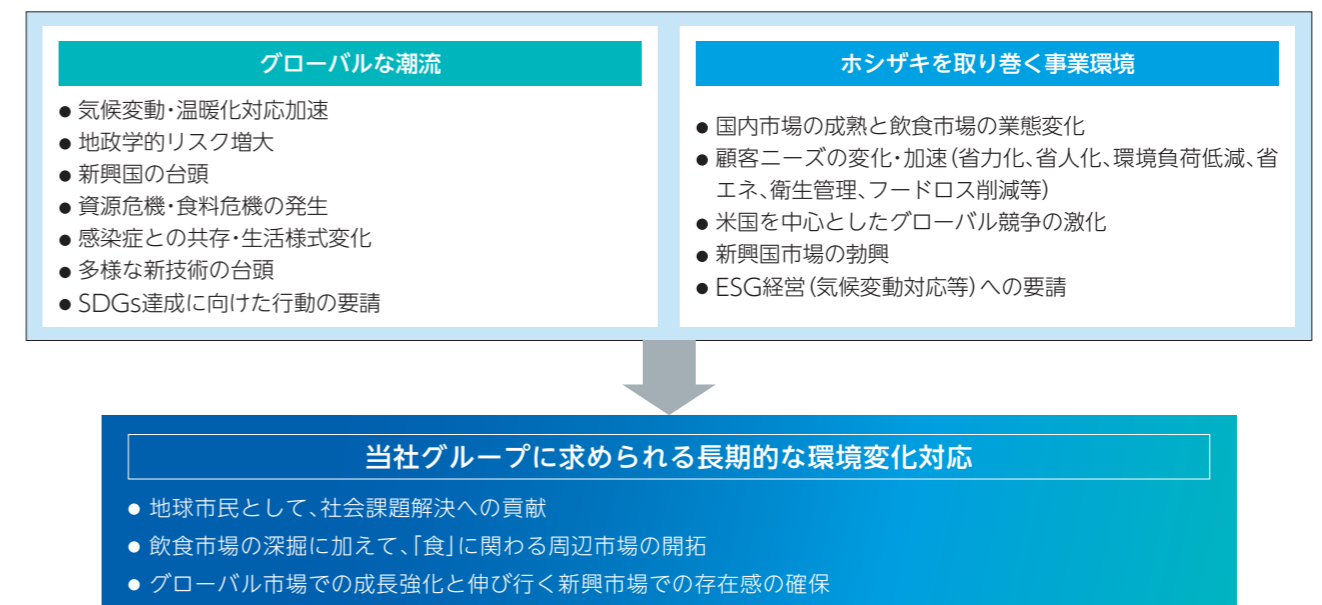 グローバルな潮流
● 気候変動・温暖化対応加速
● 地政学的リスク増大
● 新興国の台頭
● 資源危機・食料危機の発生
● 感染症との共存・生活様式変化
● 多様な新技術の台頭
● SDGs達成に向けた行動の要請
ホシザキを取り巻く事業環境
● 国内市場の成熟と飲食市場の業態変化
● 顧客ニーズの変化・加速（省力化、省人化、環境負荷低減、省
エネ、衛生管理、フードロス削減等）
● 米国を中心としたグローバル競争の激化
● 新興国市場の勃興
● ESG経営（気候変動対応等）への要請
当社グループに求められる長期的な環境変化対応
● 地球市民として、社会課題解決への貢献
● 飲食市場の深掘に加えて、「食」に関わる周辺市場の開拓
● グローバル市場での成長強化と伸び行く新興市場での存在感の確保